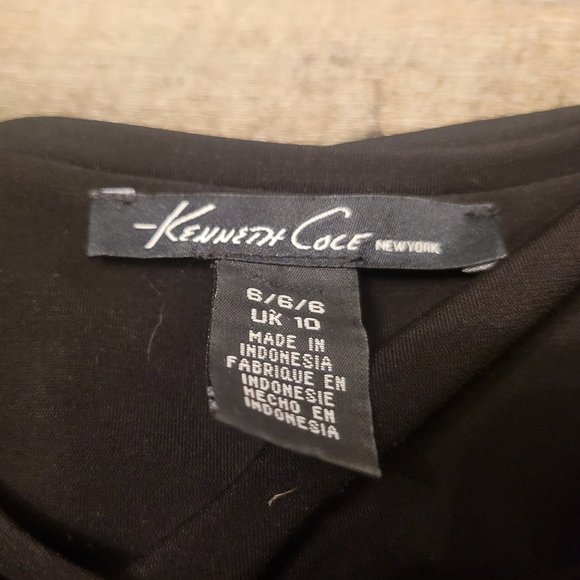 KENNETH COLE NEW YORK
6/6/6
UK 10
MADE IN
INDONESIA
FABRIQUE EN
INDONESIE
HECHO EN
INDONESIA